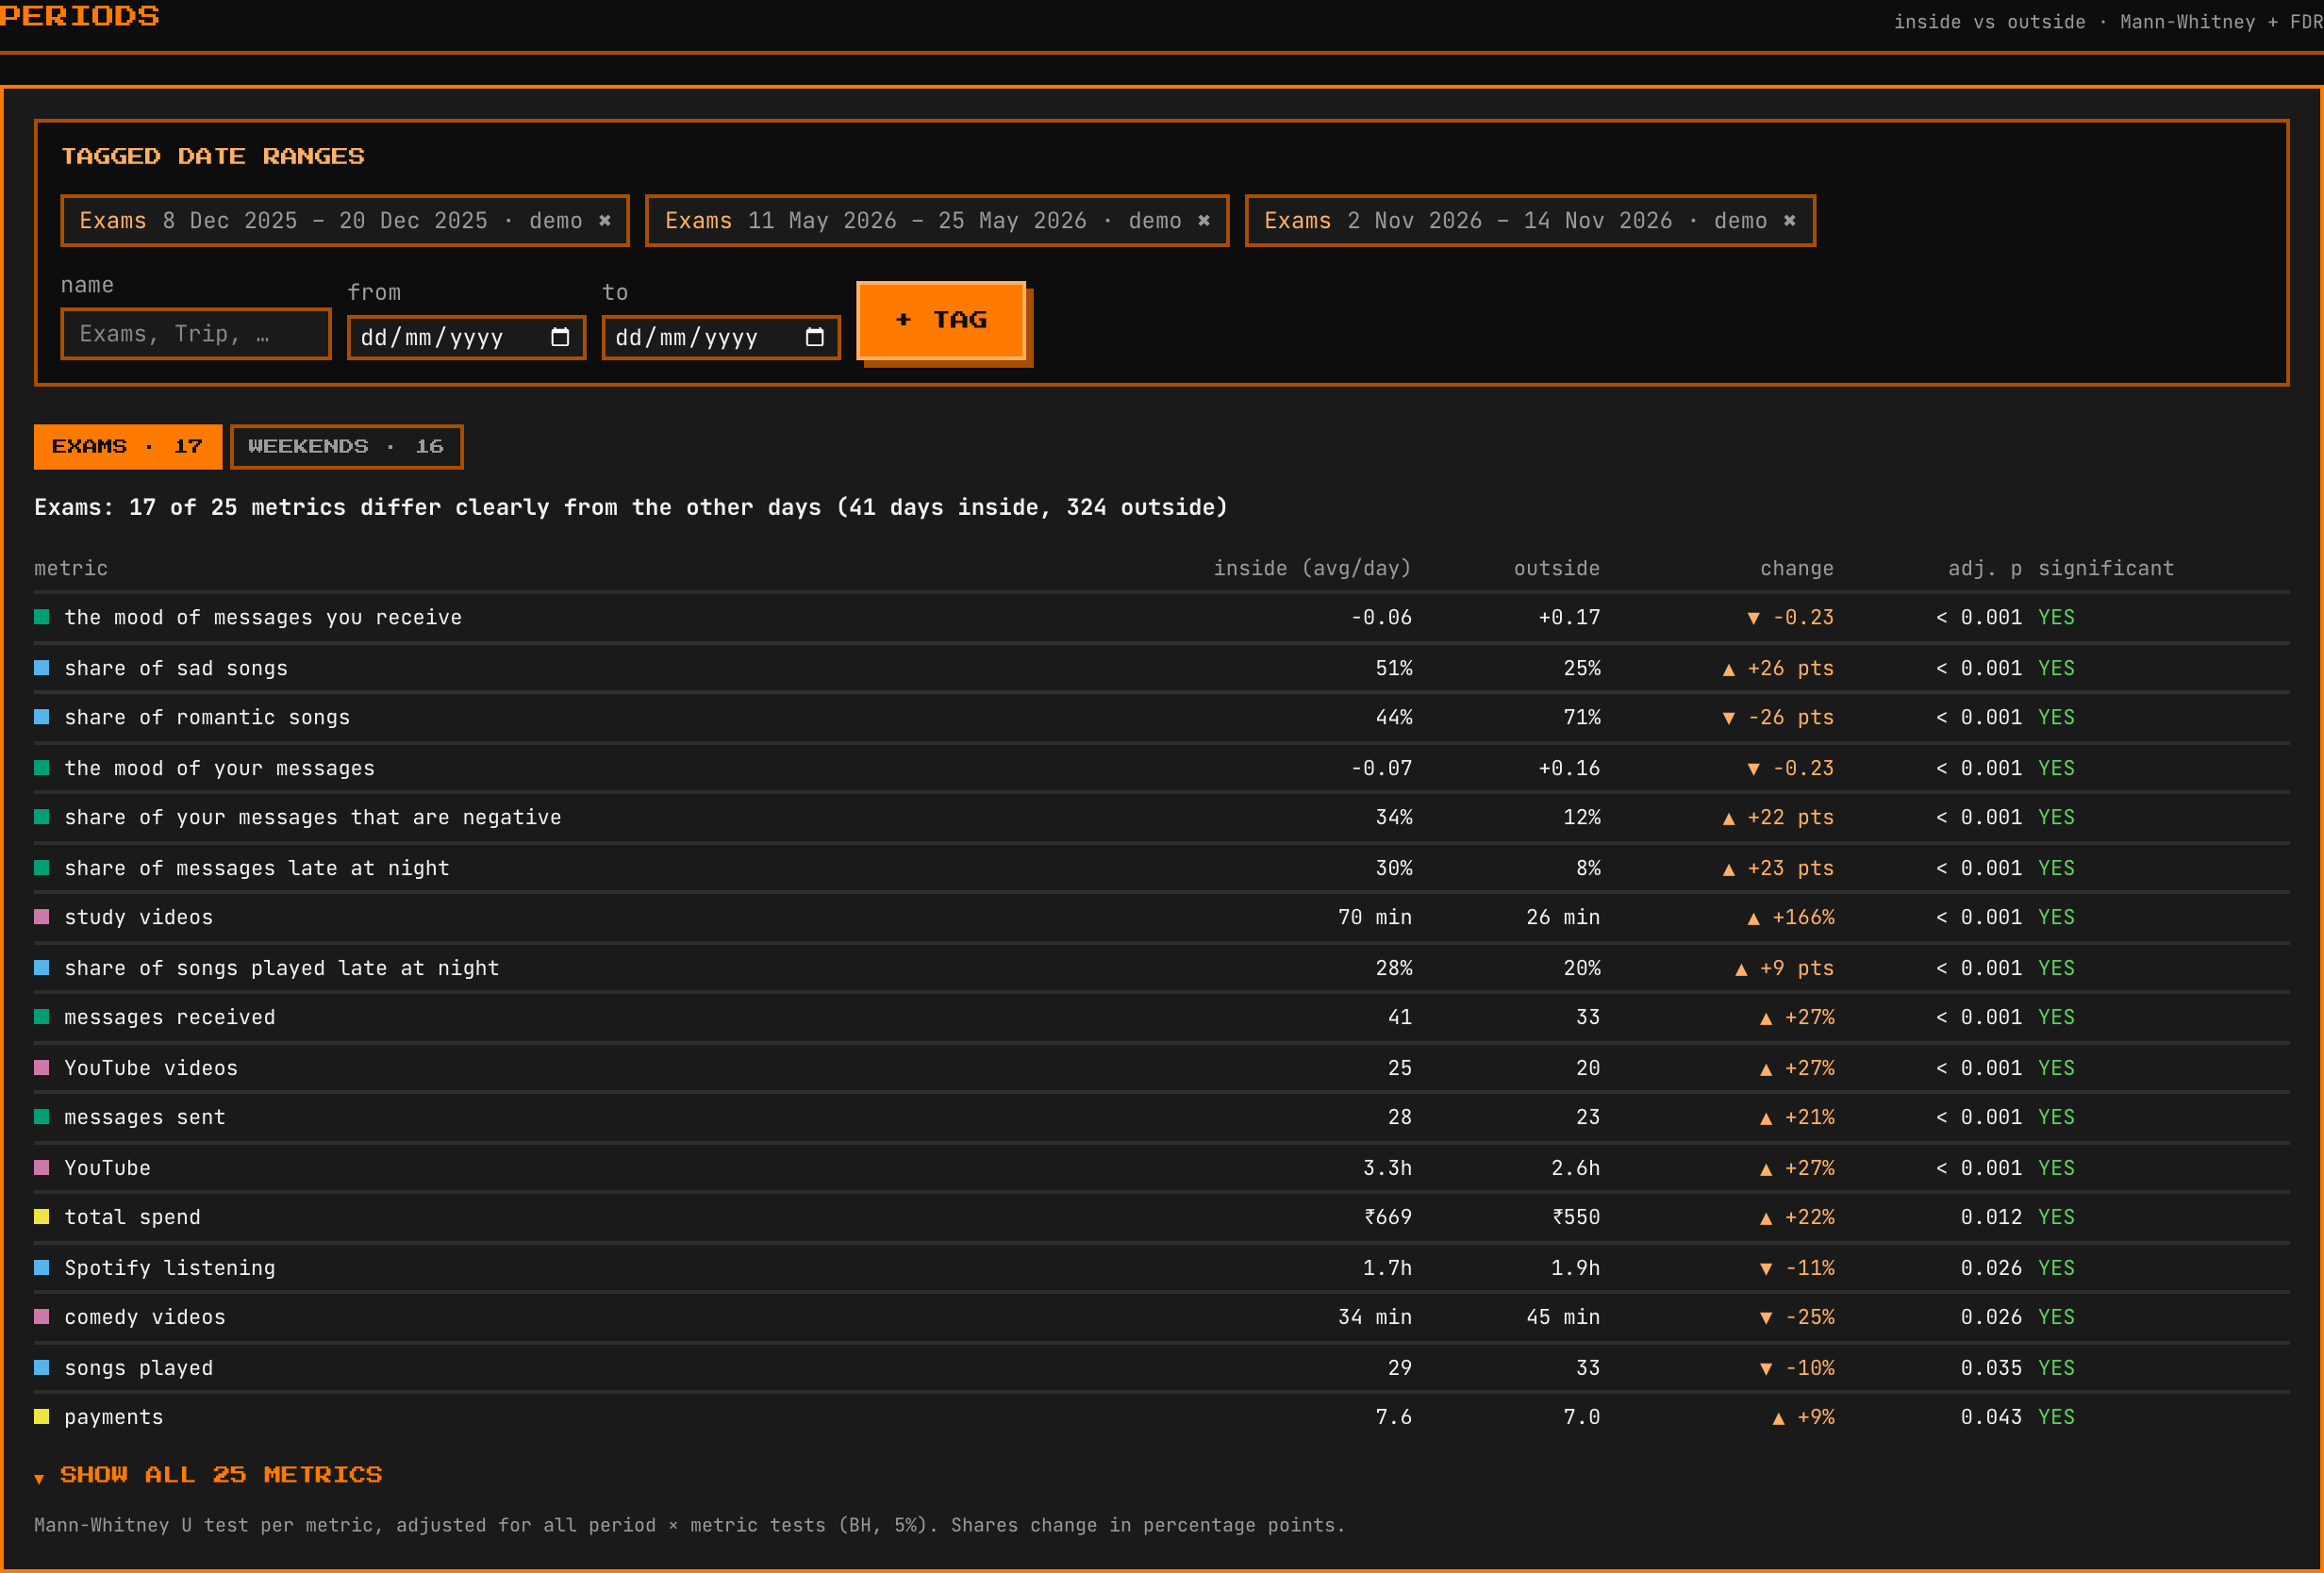 PERIODS
inside vs outside · Mann-Whitney + FDR
TAGGED DATE RANGES
Exams 8 Dec 2025 – 20 Dec 2025 · demo ✖
Exams 11 May 2026 – 25 May 2026 · demo ✖
Exams 2 Nov 2026 – 14 Nov 2026 · demo ✖
name from to
Exams, Trip, … dd/mm/yyyy dd/mm/yyyy + TAG
EXAMS · 17 WEEKENDS · 16
Exams: 17 of 25 metrics differ clearly from the other days (41 days inside, 324 outside)
metric inside (avg/day) outside change adj. p significant
the mood of messages you receive -0.06 +0.17 ▼ -0.23 < 0.001 YES
share of sad songs 51% 25% ▲ +26 pts < 0.001 YES
share of romantic songs 44% 71% ▼ -26 pts < 0.001 YES
the mood of your messages -0.07 +0.16 ▼ -0.23 < 0.001 YES
share of your messages that are negative 34% 12% ▲ +22 pts < 0.001 YES
share of messages late at night 30% 8% ▲ +23 pts < 0.001 YES
study videos 70 min 26 min ▲ +166% < 0.001 YES
share of songs played late at night 28% 20% ▲ +9 pts < 0.001 YES
messages received 41 33 ▲ +27% < 0.001 YES
YouTube videos 25 20 ▲ +27% < 0.001 YES
messages sent 28 23 ▲ +21% < 0.001 YES
YouTube 3.3h 2.6h ▲ +27% < 0.001 YES
total spend ₹669 ₹550 ▲ +22% 0.012 YES
Spotify listening 1.7h 1.9h ▼ -11% 0.026 YES
comedy videos 34 min 45 min ▼ -25% 0.026 YES
songs played 29 33 ▼ -10% 0.035 YES
payments 7.6 7.0 ▲ +9% 0.043 YES
▼ SHOW ALL 25 METRICS
Mann-Whitney U test per metric, adjusted for all period × metric tests (BH, 5%). Shares change in percentage points.